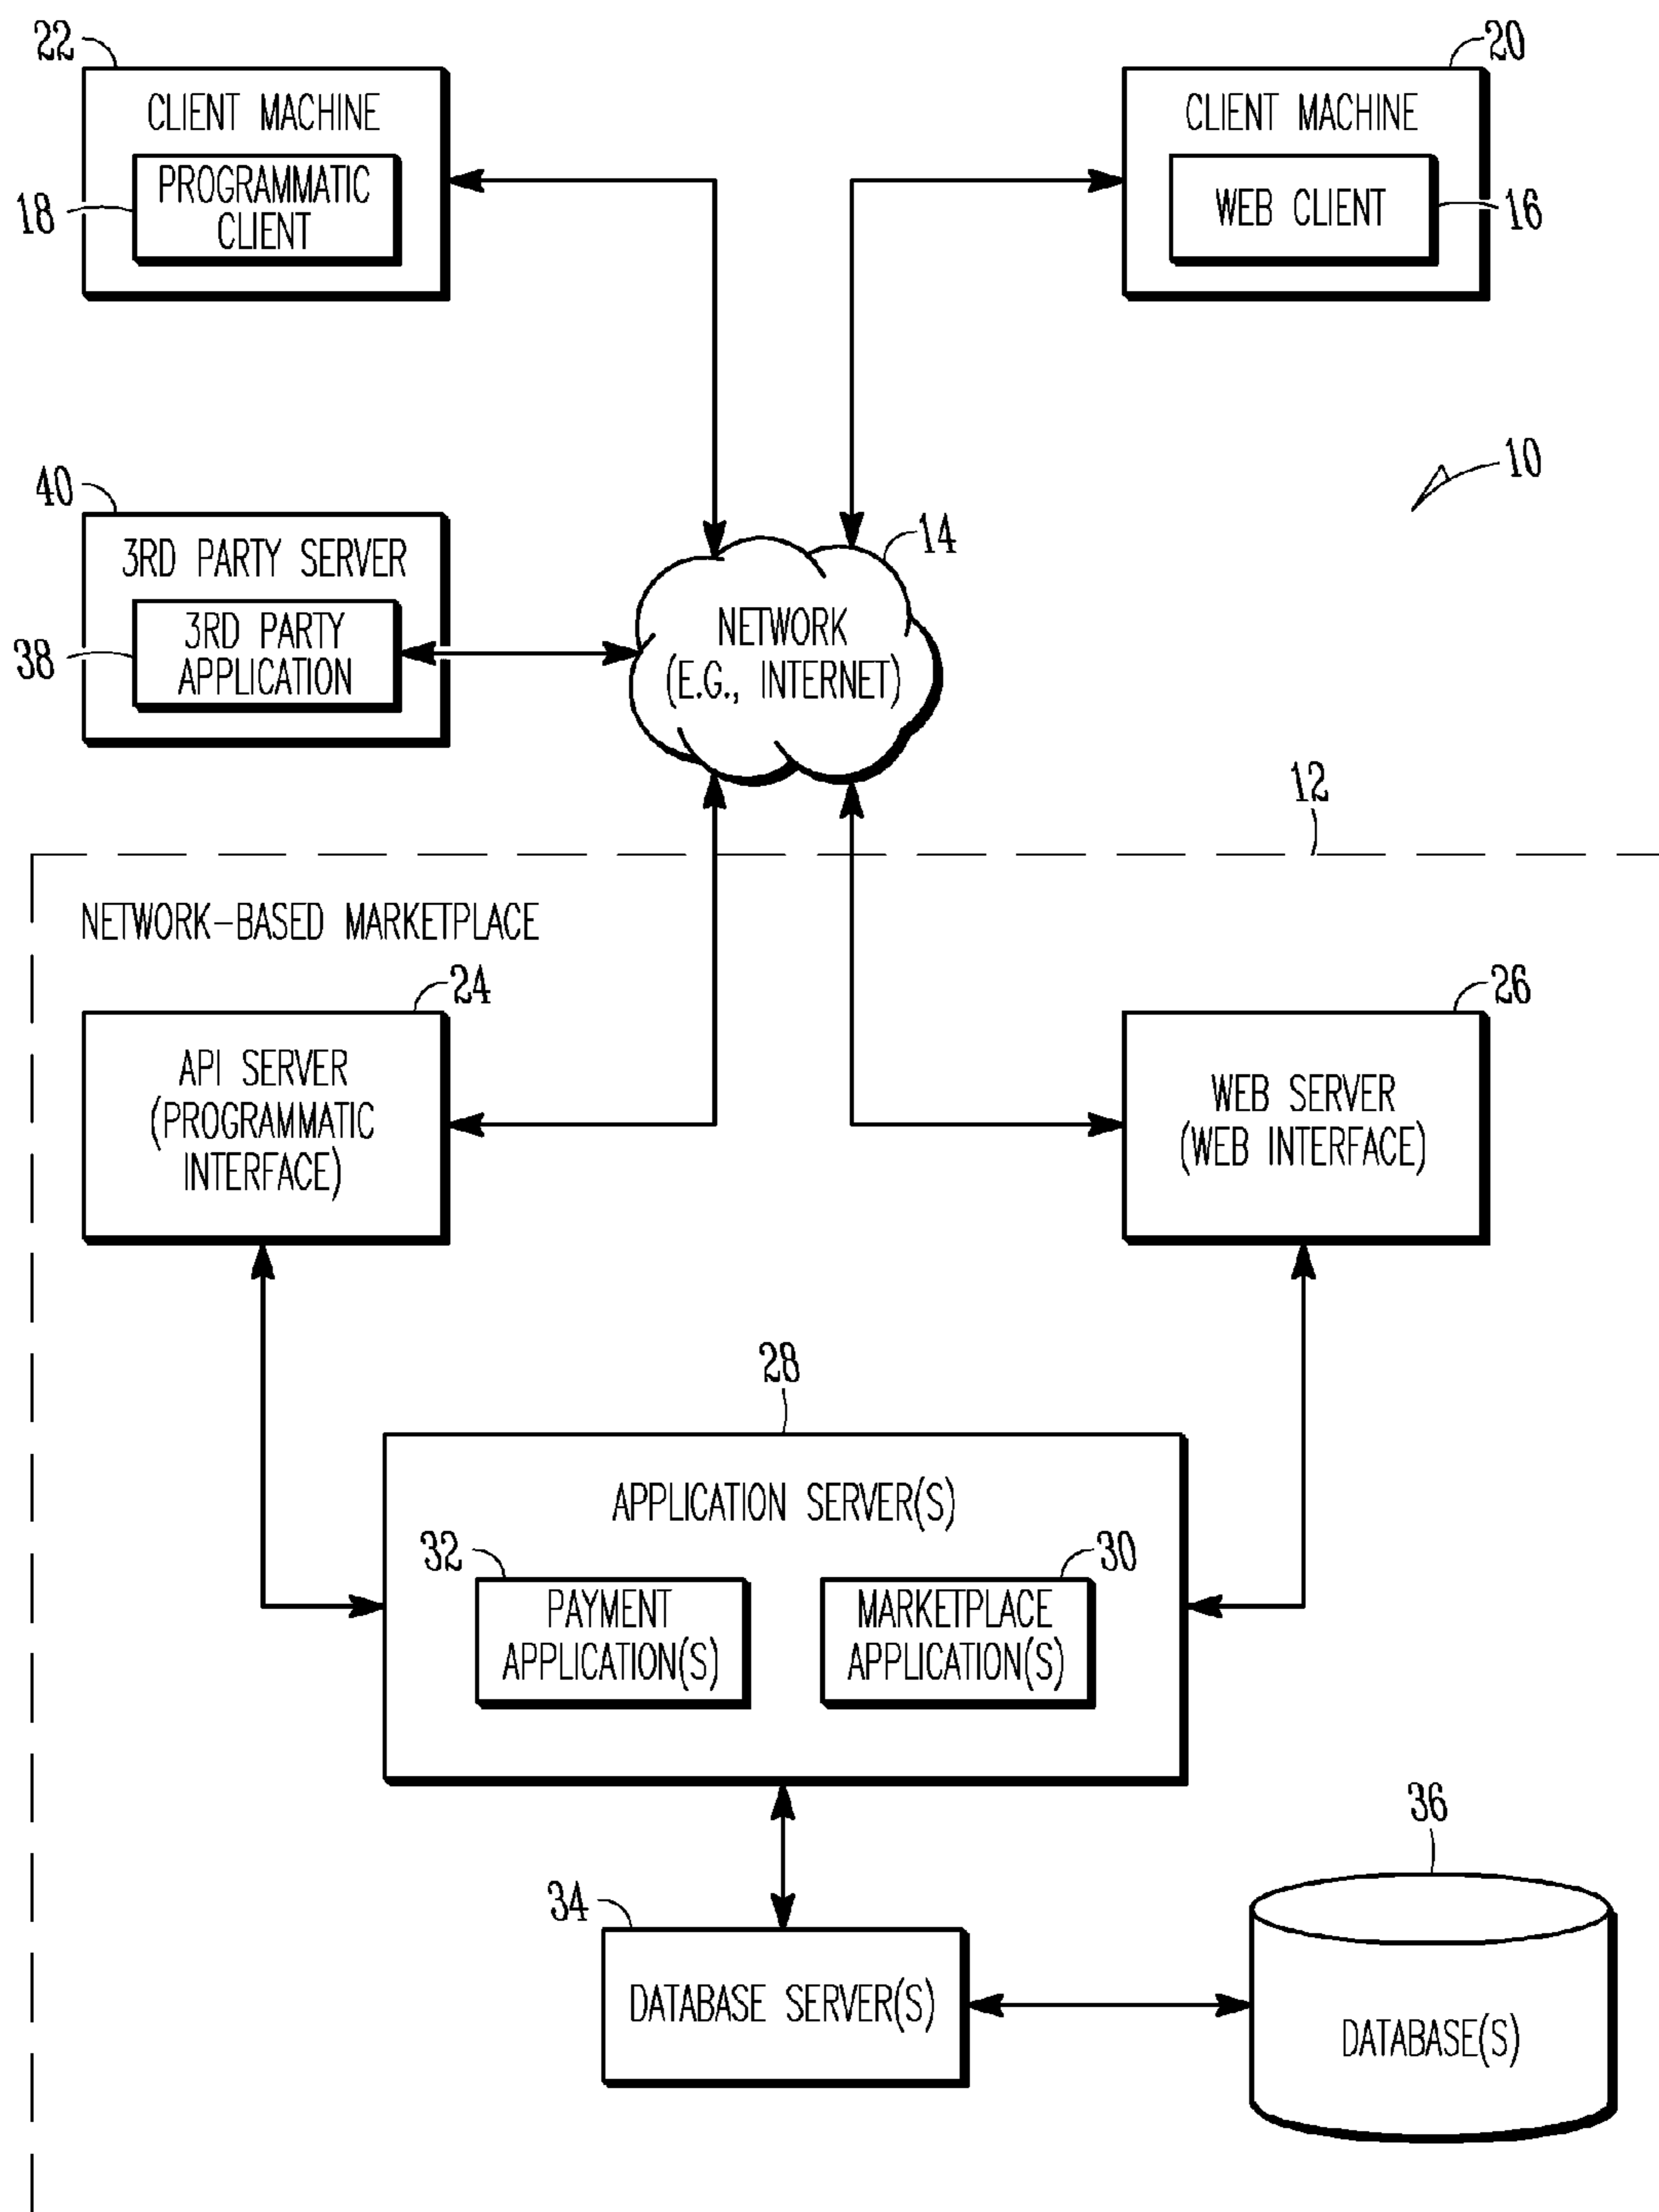 22
CLIENT MACHINE
PROGRAMMATIC
CLIENT
18
20
CLIENT MACHINE
WEB CLIENT
16
10
40
3RD PARTY SERVER
3RD PARTY
APPLICATION
38
14
NETWORK
(E.G., INTERNET)
12
NETWORK-BASED MARKETPLACE
24
API SERVER
(PROGRAMMATIC
INTERFACE)
26
WEB SERVER
(WEB INTERFACE)
28
APPLICATION SERVER(S)
32
PAYMENT
APPLICATION(S)
30
MARKETPLACE
APPLICATION(S)
34
DATABASE SERVER(S)
36
DATABASE(S)